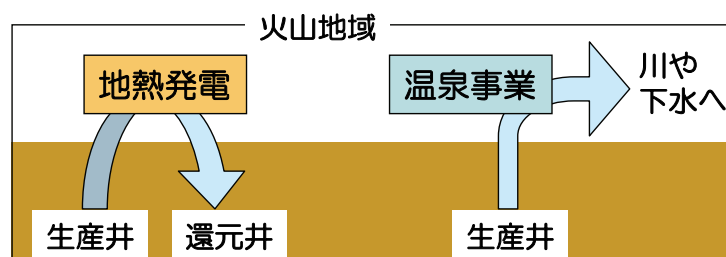 火山地域
地熱発電
温泉事業
川や
下水へ
生産井
還元井
生産井